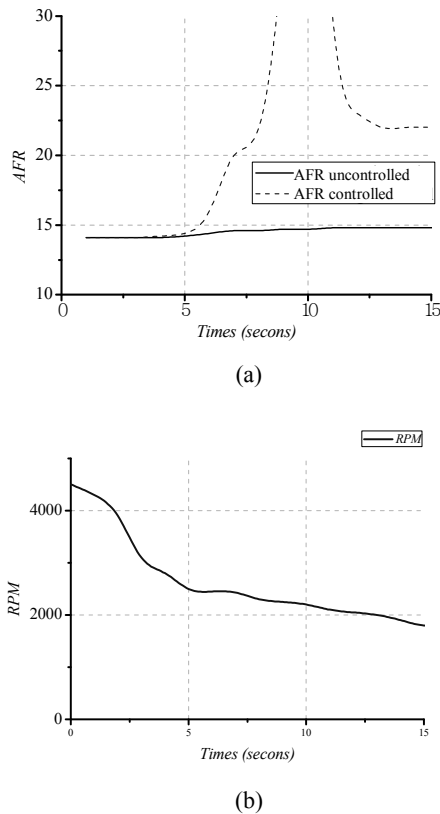 30
25
20
15
10
AFR
AFR uncontrolled
AFR controlled
0 5 10 15
Times (secons)
(a)
RPM
4000
2000
0
RPM
0 5 10 15
Times (secons)
(b)